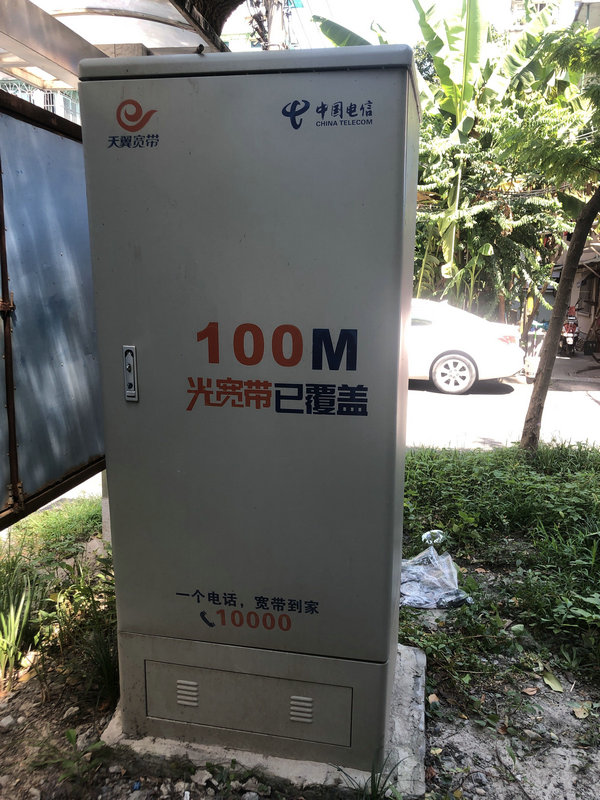 天翼宽带
中国电信
CHINA TELECOM
100M
光宽带已覆盖
一个电话，宽带到家
10000